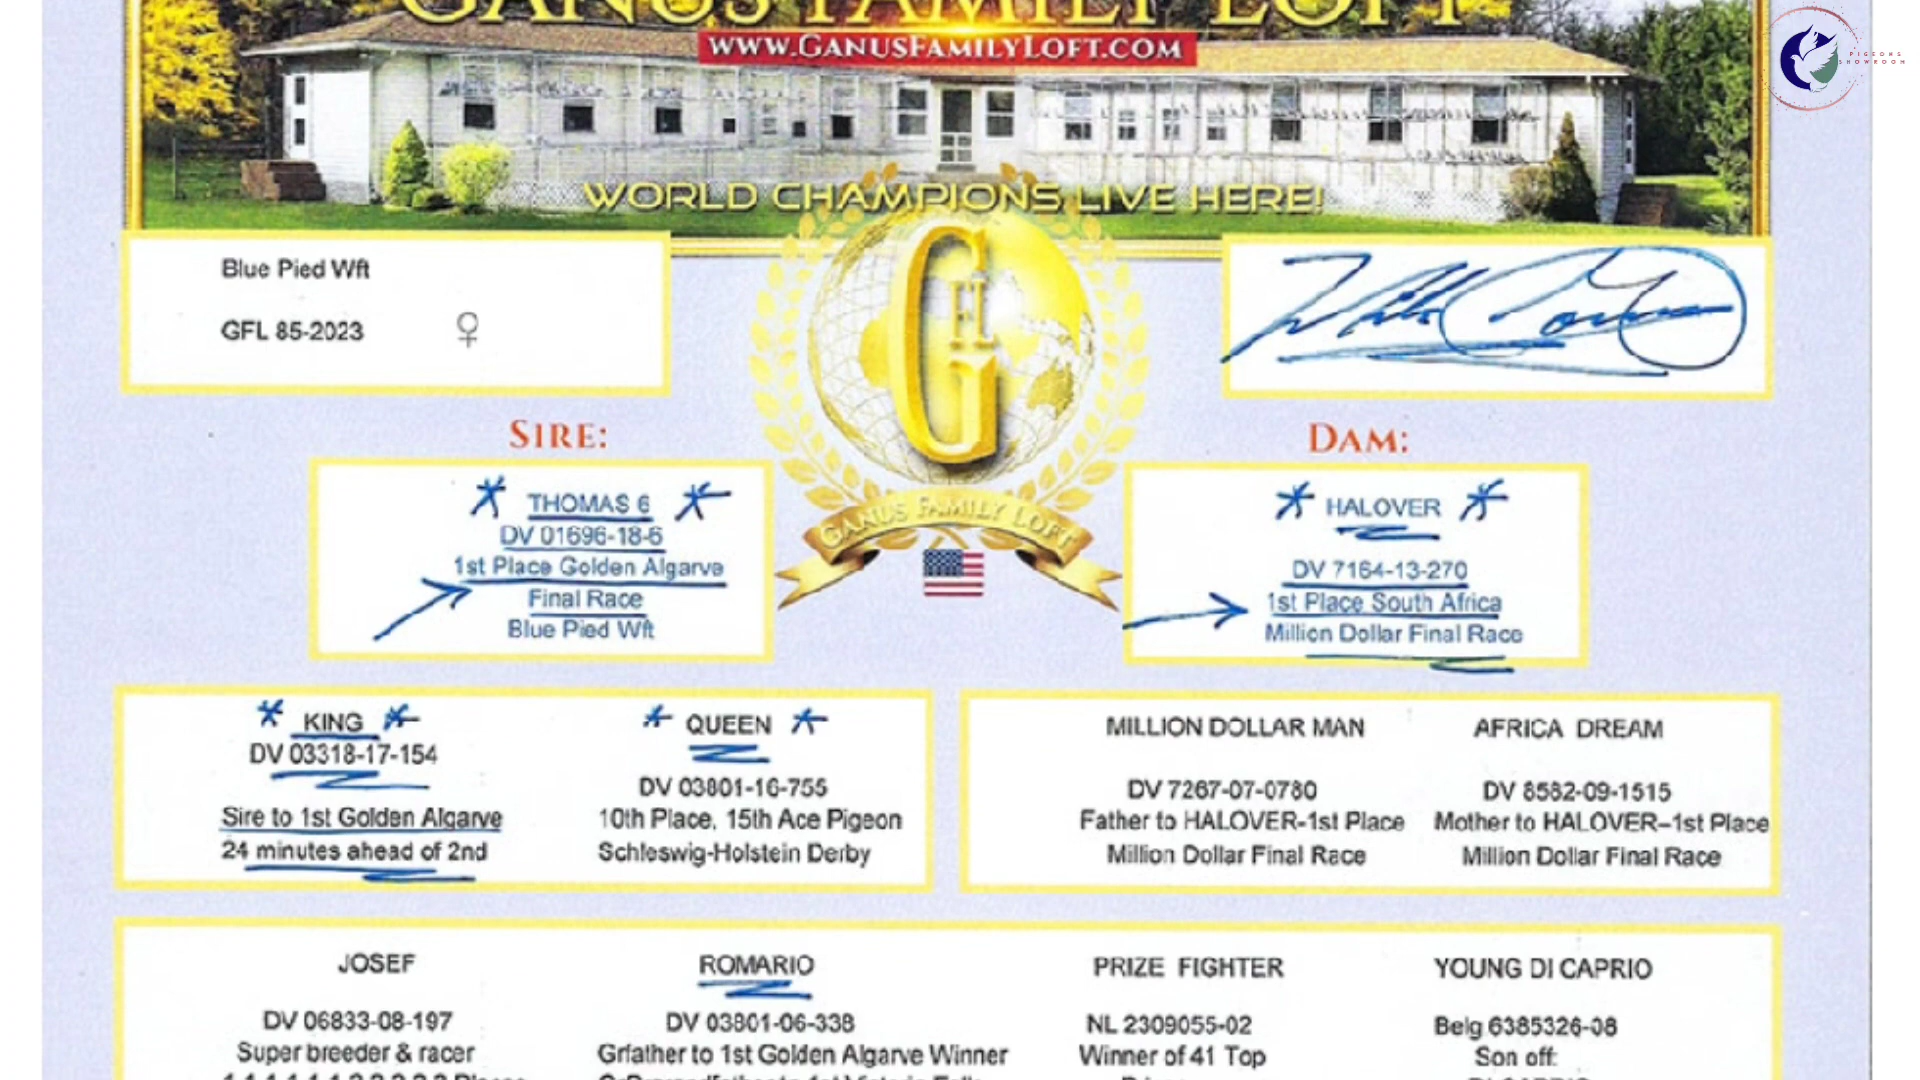 GANUS FAMILY LOFT
WWW.GANUSFAMILYLOFT.COM
PIGEONS
SHOWROOM
WORLD CHAMPIONS LIVE HERE!
Blue Pied Wft
GFL 85-2023 ♀
GFL
GANUS FAMILY LOFT
SIRE:
THOMAS 6
DV 01696-18-6
1st Place Golden Algarve
Final Race
Blue Pied Wft
DAM:
HALOVER
DV 7164-13-270
1st Place South Africa
Million Dollar Final Race
KING
DV 03318-17-154
Sire to 1st Golden Algarve
24 minutes ahead of 2nd
QUEEN
DV 03801-16-755
10th Place, 15th Ace Pigeon
Schleswig-Holstein Derby
MILLION DOLLAR MAN
DV 7267-07-0780
Father to HALOVER-1st Place
Million Dollar Final Race
AFRICA DREAM
DV 8582-09-1515
Mother to HALOVER–1st Place
Million Dollar Final Race
JOSEF
DV 06833-08-197
Super breeder & racer
ROMARIO
DV 03801-06-338
Grfather to 1st Golden Algarve Winner
PRIZE FIGHTER
NL 2309055-02
Winner of 41 Top
YOUNG DI CAPRIO
Belg 6385326-08
Son off: